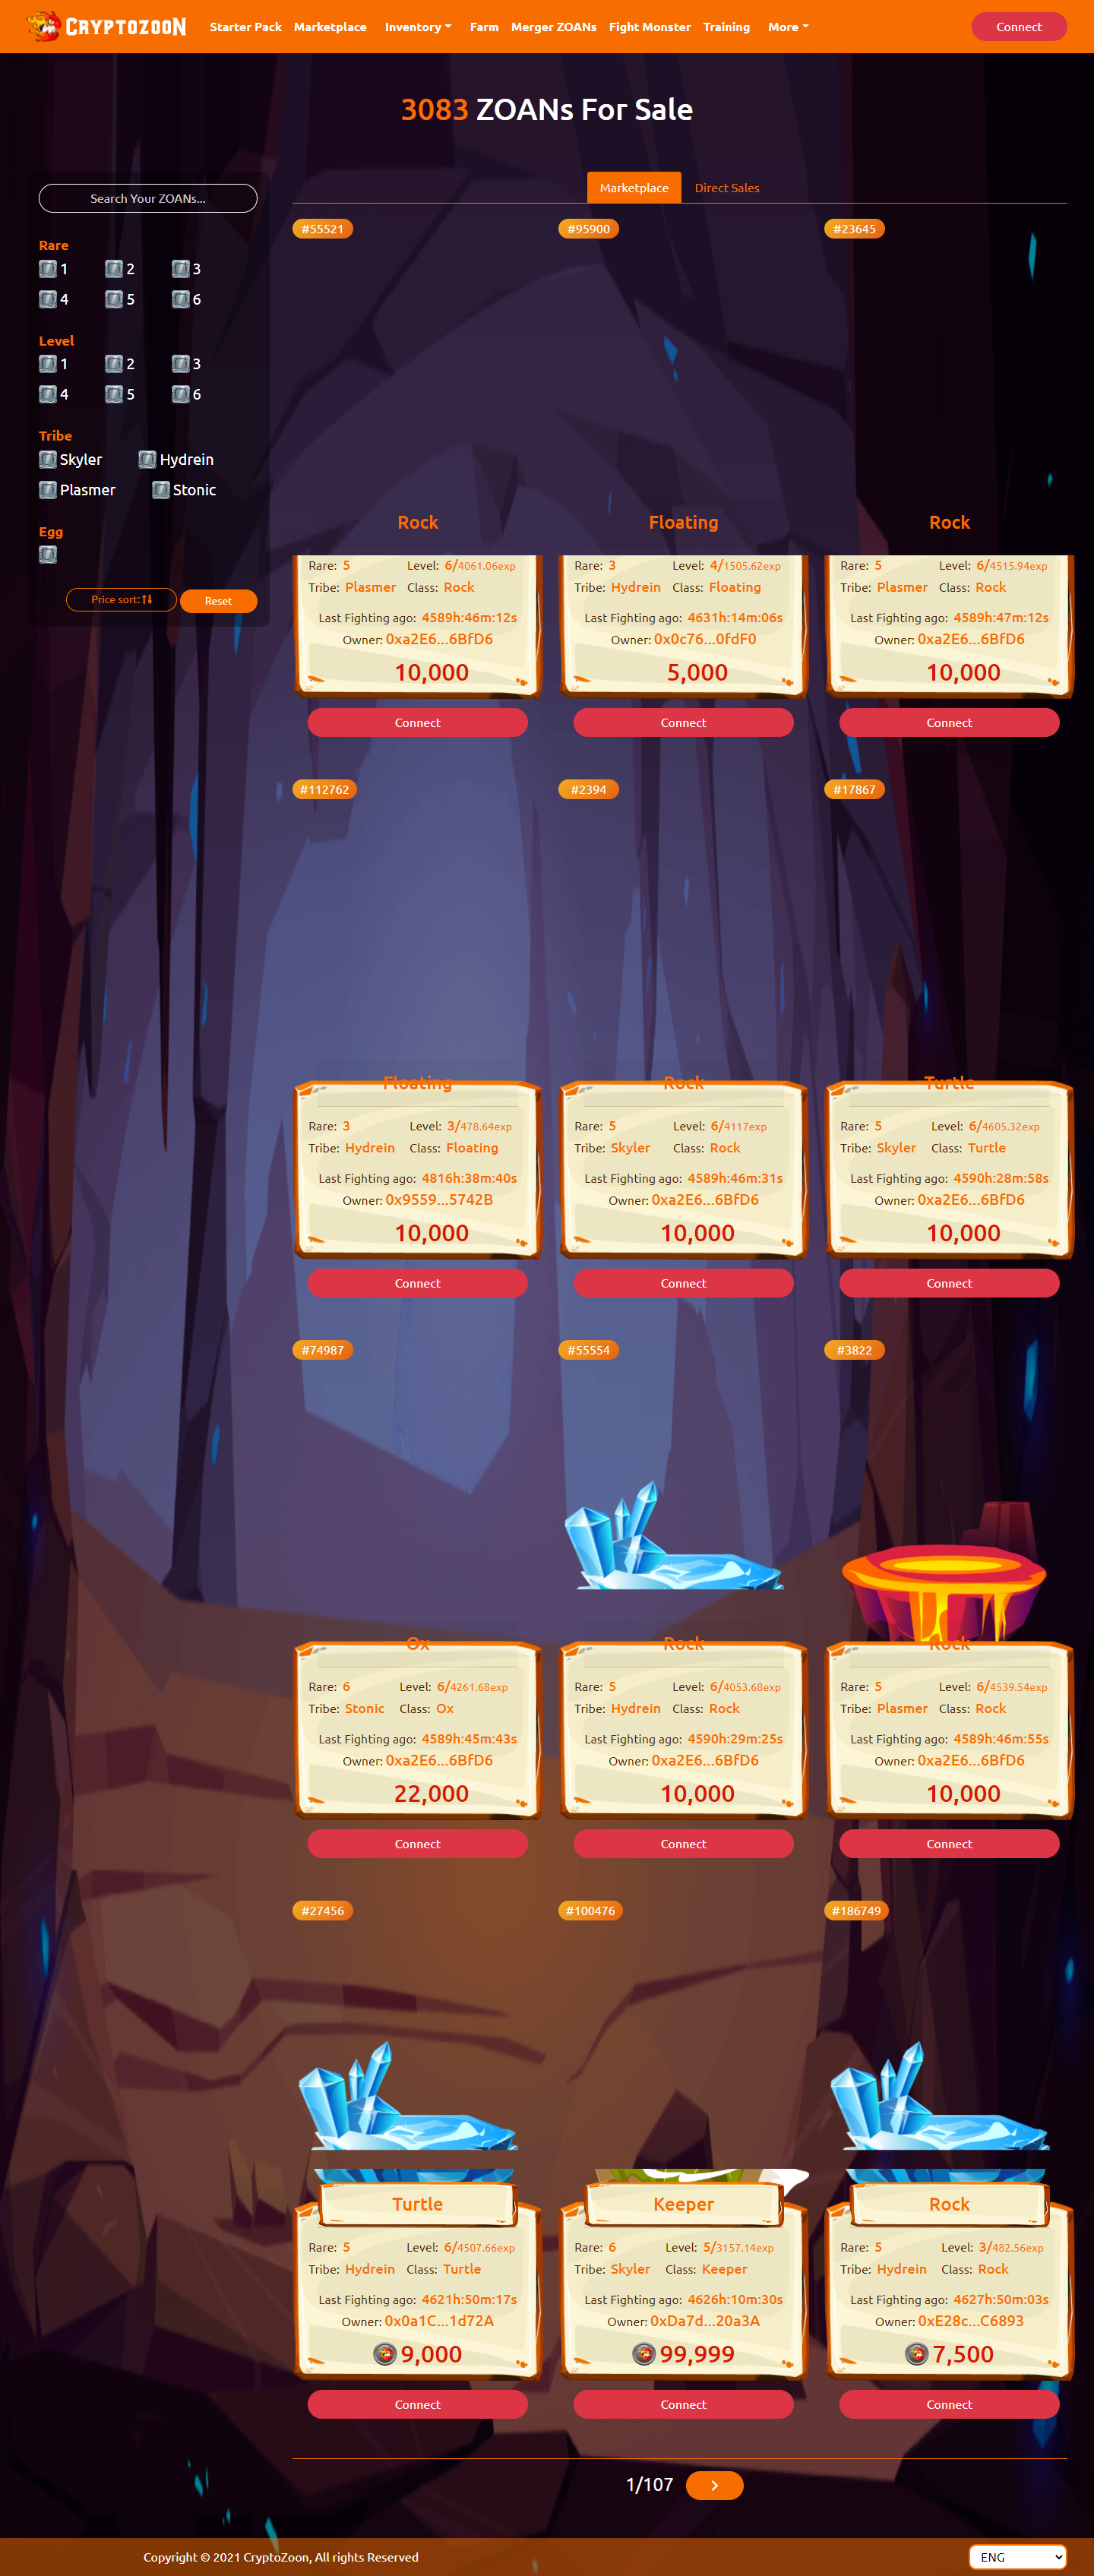 CRYPTOZOON
Starter Pack Marketplace Inventory Farm Merger ZOANs Fight Monster Training More Connect
3083 ZOANs For Sale
Search Your ZOANs...
Rare
1 2 3
4 5 6
Level
1 2 3
4 5 6
Tribe
Skyler Hydrein
Plasmer Stonic
Egg
Price sort: Reset
Marketplace Direct Sales
#55521
Rock
Rare: 5 Level: 6/4061.06exp
Tribe: Plasmer Class: Rock
Last Fighting ago: 4589h:46m:12s
Owner: 0xa2E6...6BfD6
10,000
Connect
#95900
Floating
Rare: 3 Level: 4/1505.62exp
Tribe: Hydrein Class: Floating
Last Fighting ago: 4631h:14m:06s
Owner: 0x0c76...0fdF0
5,000
Connect
#23645
Rock
Rare: 5 Level: 6/4515.94exp
Tribe: Plasmer Class: Rock
Last Fighting ago: 4589h:47m:12s
Owner: 0xa2E6...6BfD6
10,000
Connect
#112762
Floating
Rare: 3 Level: 3/478.64exp
Tribe: Hydrein Class: Floating
Last Fighting ago: 4816h:38m:40s
Owner: 0x9559...5742B
10,000
Connect
#2394
Rock
Rare: 5 Level: 6/4117exp
Tribe: Skyler Class: Rock
Last Fighting ago: 4589h:46m:31s
Owner: 0xa2E6...6BfD6
10,000
Connect
#17867
Turtle
Rare: 5 Level: 6/4605.32exp
Tribe: Skyler Class: Turtle
Last Fighting ago: 4590h:28m:58s
Owner: 0xa2E6...6BfD6
10,000
Connect
#74987
Ox
Rare: 6 Level: 6/4261.68exp
Tribe: Stonic Class: Ox
Last Fighting ago: 4589h:45m:43s
Owner: 0xa2E6...6BfD6
22,000
Connect
#55554
Rock
Rare: 5 Level: 6/4053.68exp
Tribe: Hydrein Class: Rock
Last Fighting ago: 4590h:29m:25s
Owner: 0xa2E6...6BfD6
10,000
Connect
#3822
Rock
Rare: 5 Level: 6/4539.54exp
Tribe: Plasmer Class: Rock
Last Fighting ago: 4589h:46m:55s
Owner: 0xa2E6...6BfD6
10,000
Connect
#27456
Turtle
Rare: 5 Level: 6/4507.66exp
Tribe: Hydrein Class: Turtle
Last Fighting ago: 4621h:50m:17s
Owner: 0x0a1C...1d72A
9,000
Connect
#100476
Keeper
Rare: 6 Level: 5/3157.14exp
Tribe: Skyler Class: Keeper
Last Fighting ago: 4626h:10m:30s
Owner: 0xDa7d...20a3A
99,999
Connect
#186749
Rock
Rare: 5 Level: 3/482.56exp
Tribe: Hydrein Class: Rock
Last Fighting ago: 4627h:50m:03s
Owner: 0xE28c...C6893
7,500
Connect
1/107
Copyright © 2021 CryptoZoon, All rights Reserved
ENG